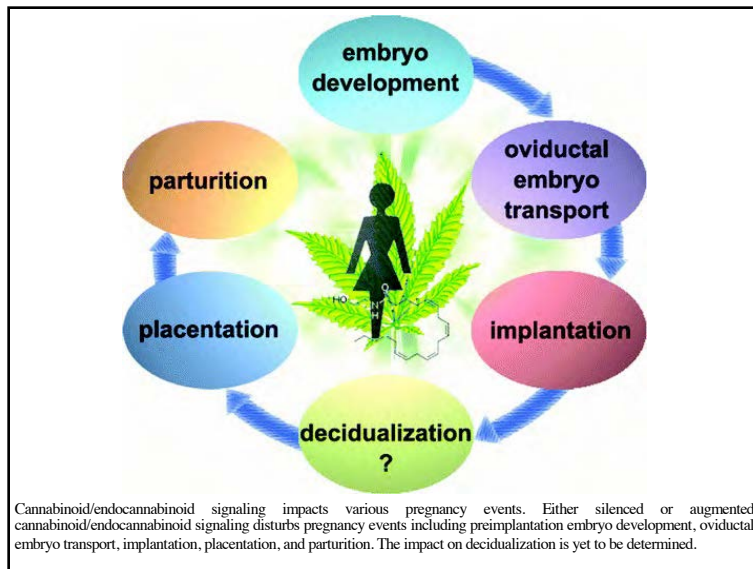 embryo
development
oviductal
embryo
transport
implantation
decidualization
?
placentation
parturition
HO
N
H
O
Cannabinoid/endocannabinoid signaling impacts various pregnancy events. Either silenced or augmented
cannabinoid/endocannabinoid signaling disturbs pregnancy events including preimplantation embryo development, oviductal
embryo transport, implantation, placentation, and parturition. The impact on decidualization is yet to be determined.